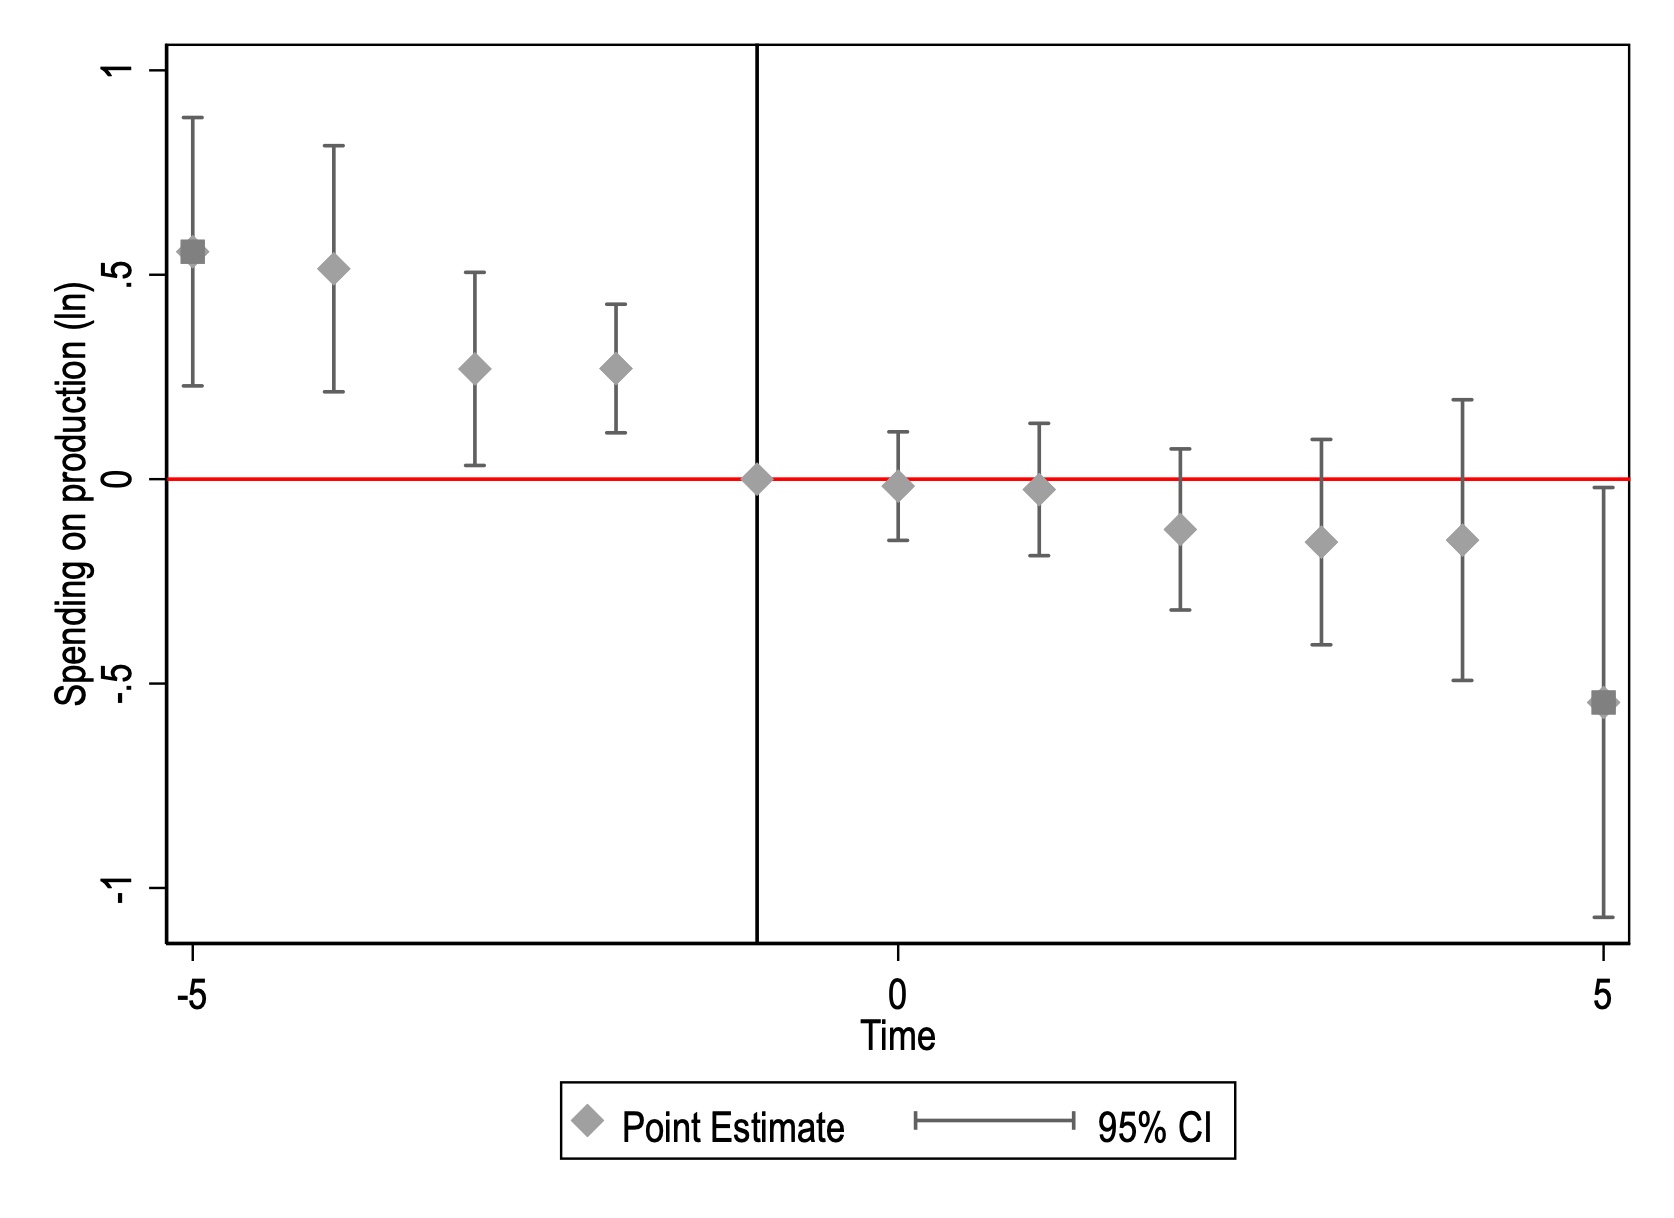 Spending on production (ln)
1
.5
0
-.5
-1
-5
0
5
Time
Point Estimate
95% CI